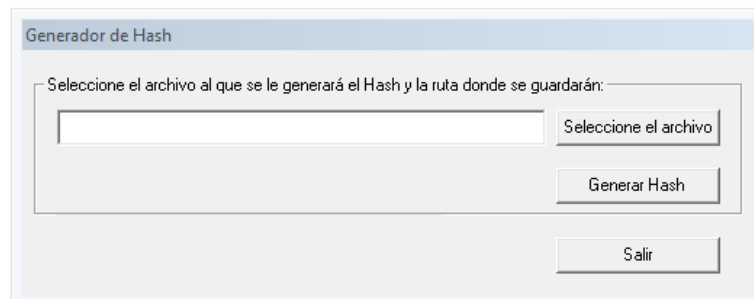 Generador de Hash
Seleccione el archivo al que se le generará el Hash y la ruta donde se guardarán:
Seleccione el archivo
Generar Hash
Salir